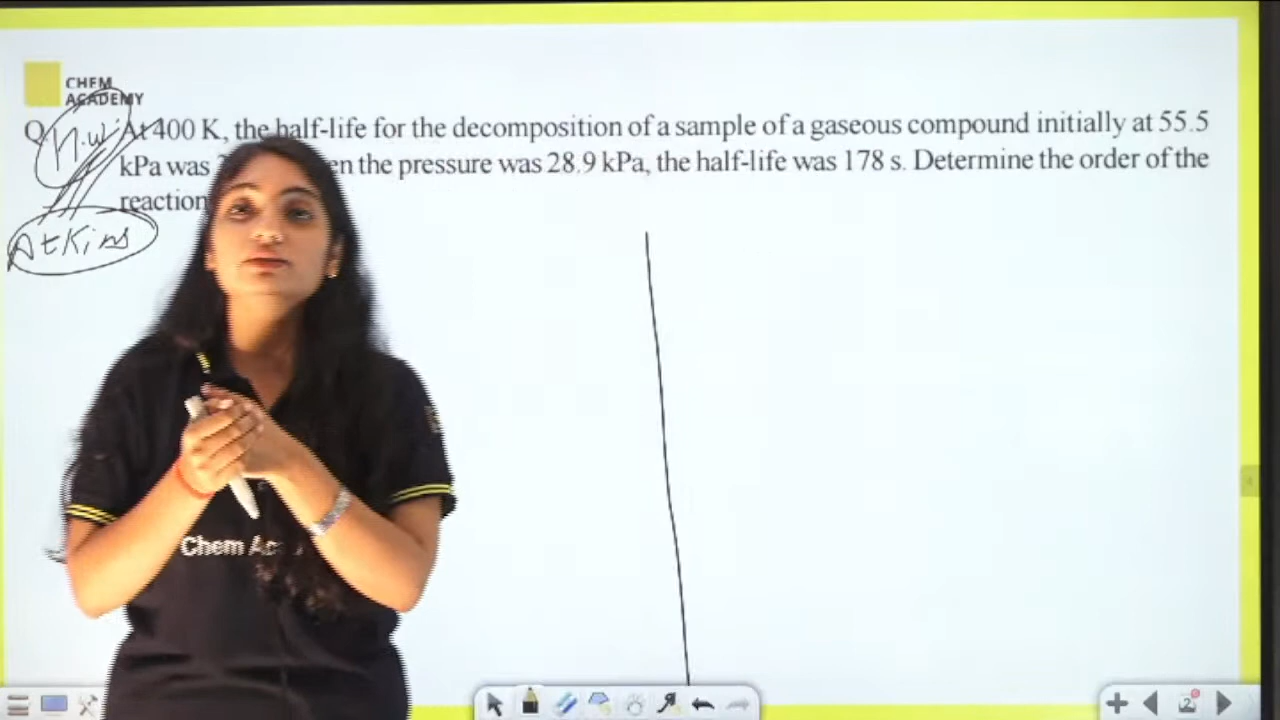 CHEM
ACADEMY
Q
H.W
At 400 K, the half-life for the decomposition of a sample of a gaseous compound initially at 55.5
kPa was the pressure was 28.9 kPa, the half-life was 178 s. Determine the order of the
reaction
Atkins
Chem
2